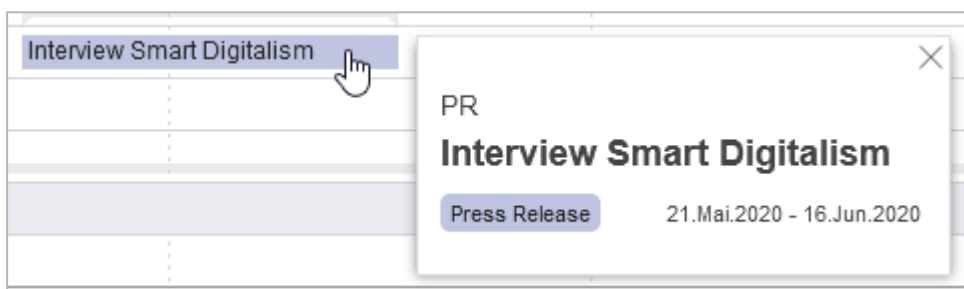 Interview Smart Digitalism
PR
Interview Smart Digitalism
Press Release 21.Mai.2020 - 16.Jun.2020